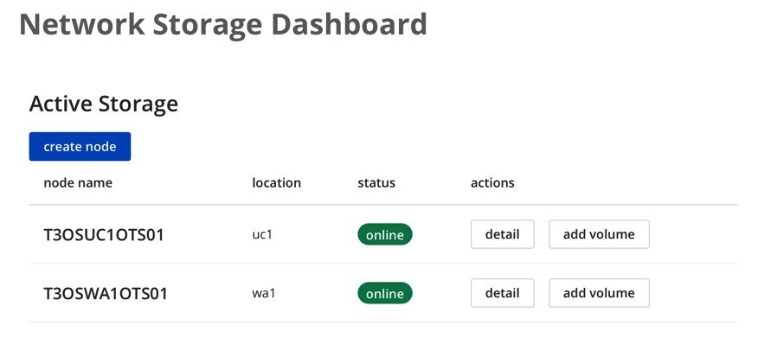 Network Storage Dashboard
Active Storage
create node
node name location status actions
T3OSUC1OTS01 uc1 online detail add volume
T3OSWA1OTS01 wa1 online detail add volume